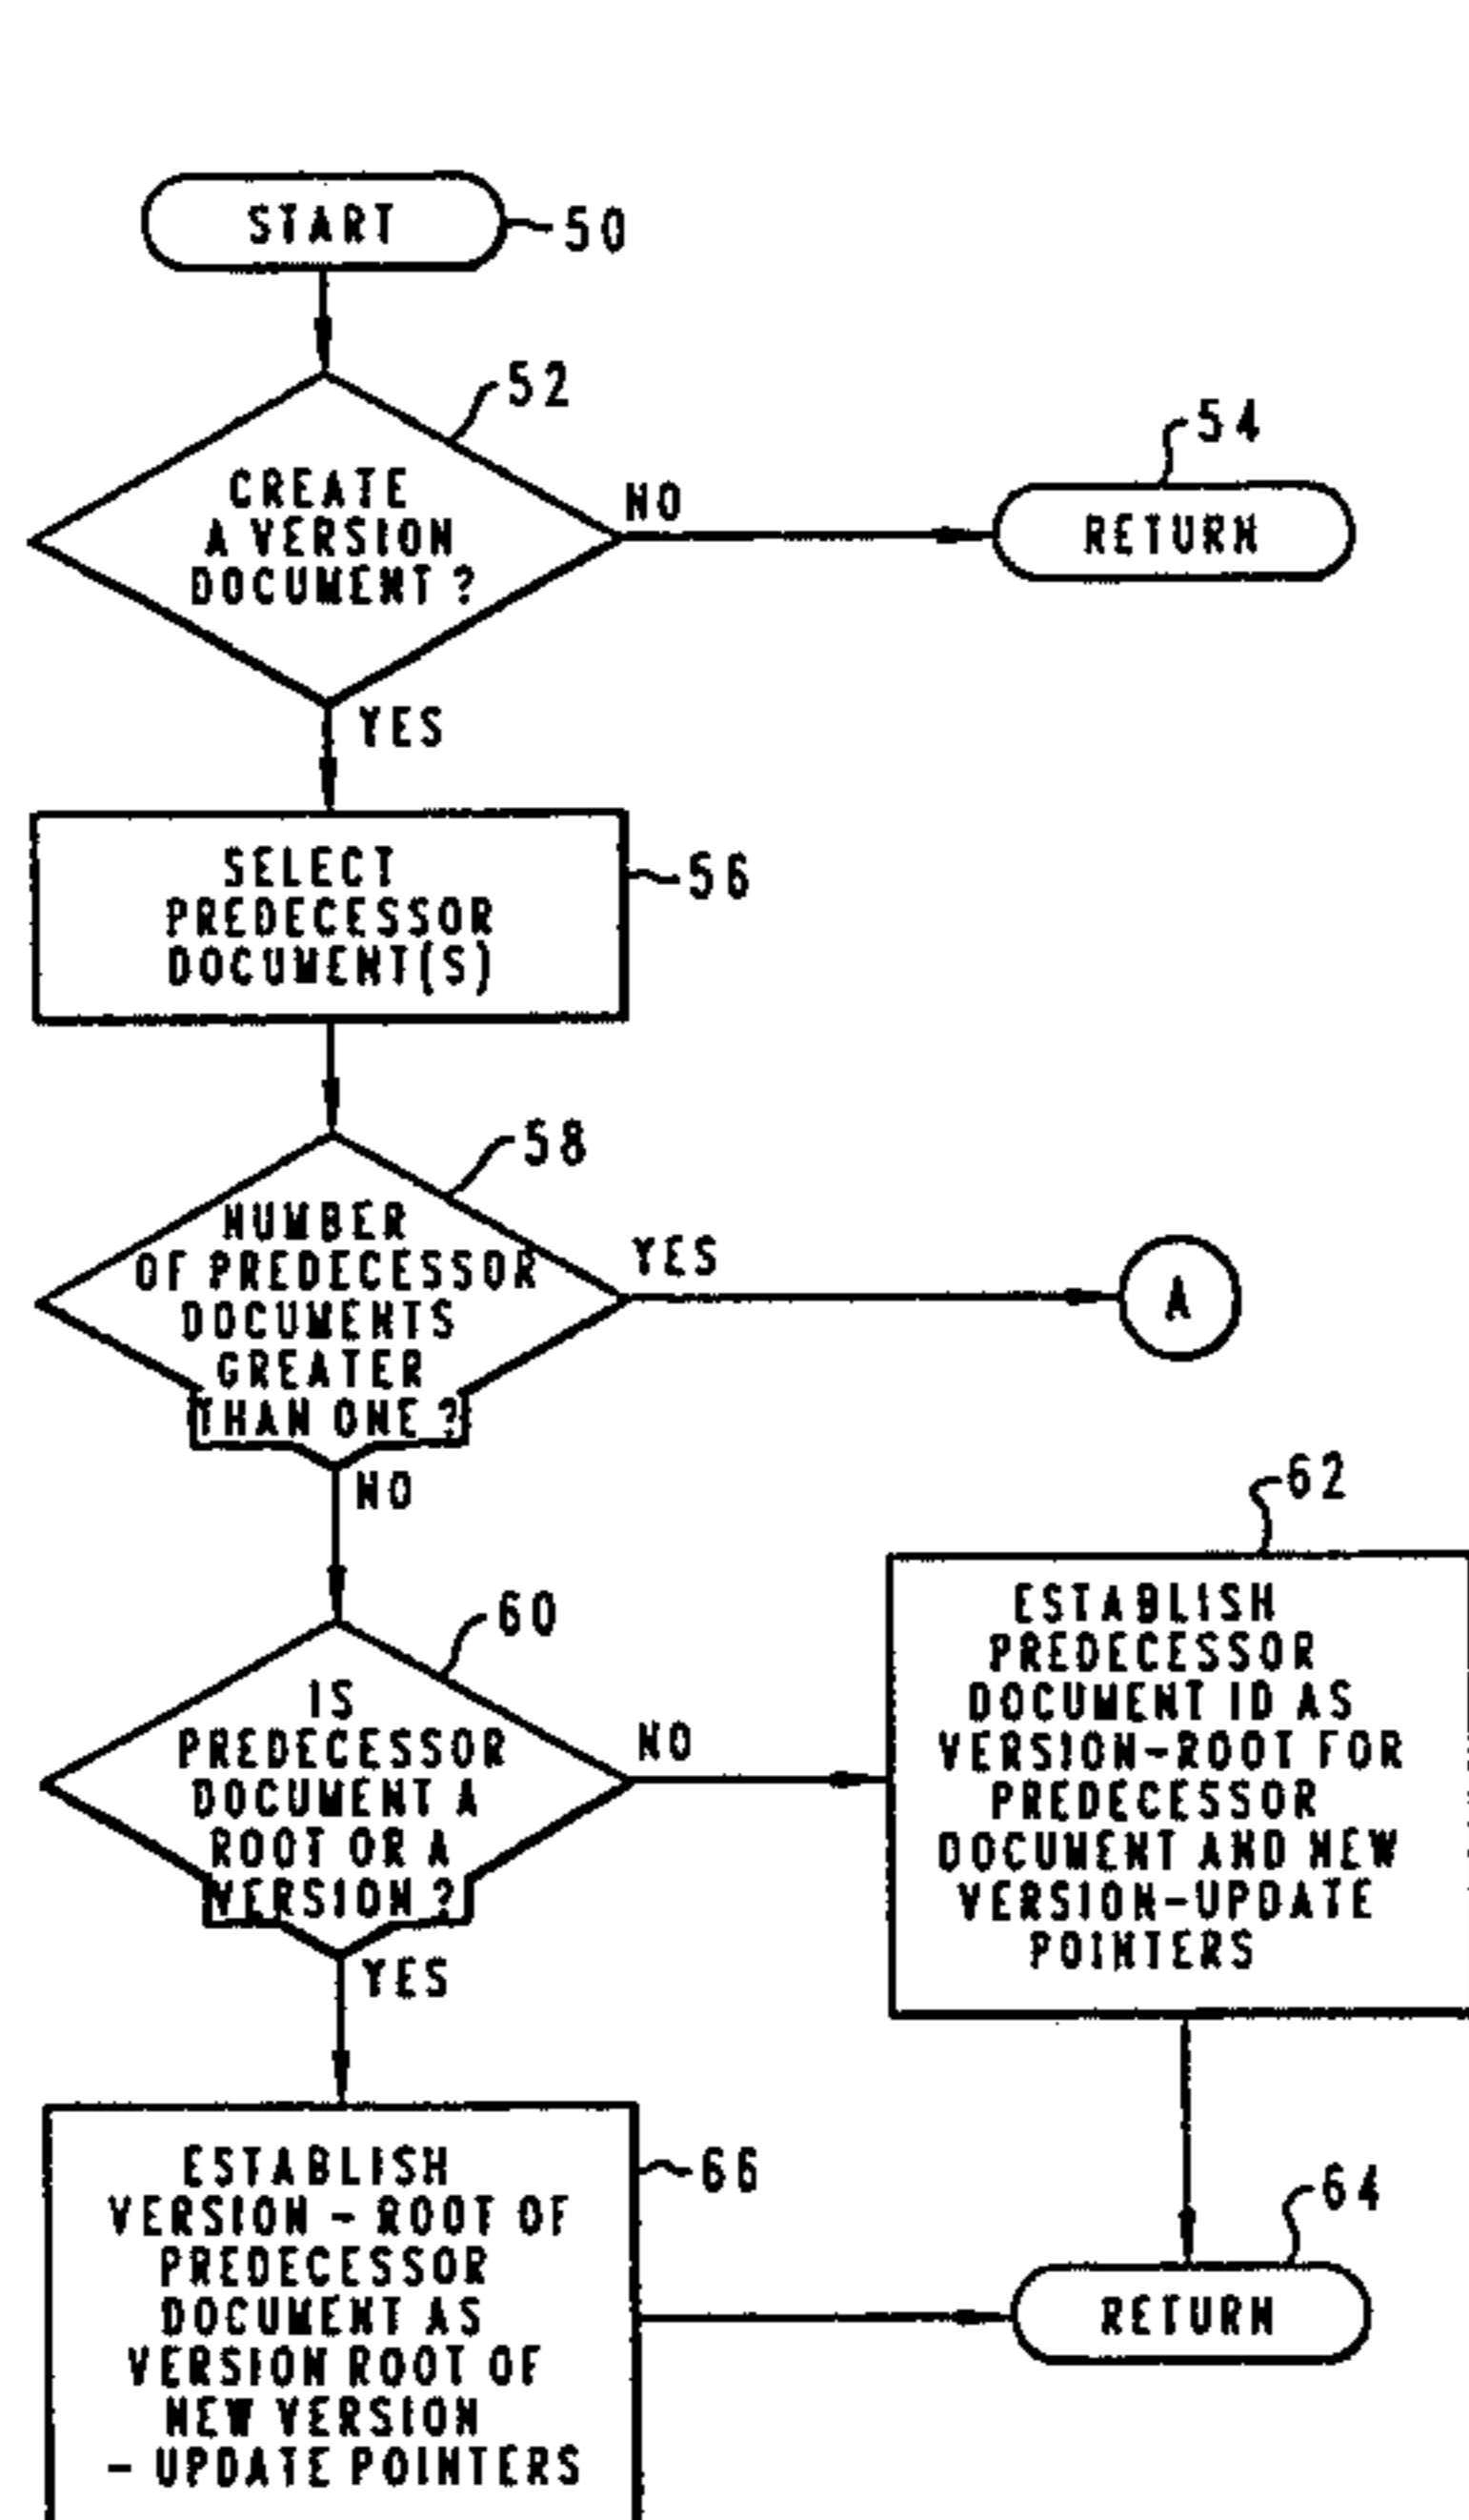 START
50
52
CREATE
A VERSION
DOCUMENT ?
NO
54
RETURN
YES
SELECT
PREDECESSOR
DOCUMENT(S)
56
58
NUMBER
OF PREDECESSOR
DOCUMENTS
GREATER
THAN ONE ?
YES
A
NO
60
IS
PREDECESSOR
DOCUMENT A
ROOT OR A
VERSION ?
NO
62
ESTABLISH
PREDECESSOR
DOCUMENT ID AS
VERSION-ROOT FOR
PREDECESSOR
DOCUMENT AND NEW
VERSION-UPDATE
POINTERS
YES
ESTABLISH
VERSION - ROOT OF
PREDECESSOR
DOCUMENT AS
VERSION ROOT OF
NEW VERSION
- UPDATE POINTERS
66
64
RETURN